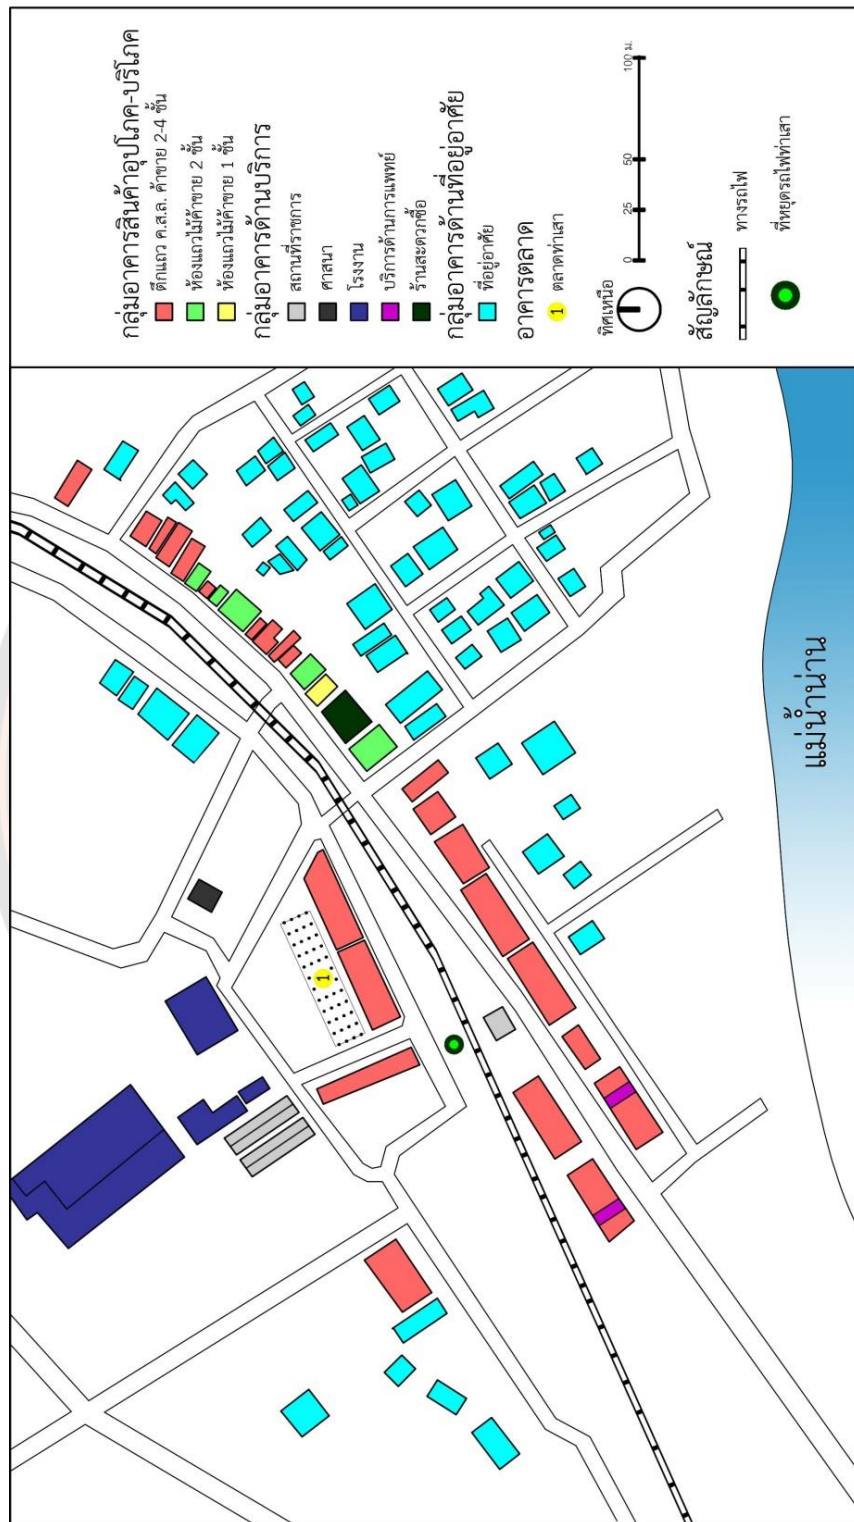 กลุ่มอาคารสินค้าอุปโภค-บริโภค
ตึกแถว ค.ส.ล. ค้าขาย 2-4 ชั้น
ห้องแถวไม้ค้าขาย 2 ชั้น
ห้องแถวไม้ค้าขาย 1 ชั้น
กลุ่มอาคารด้านบริการ
สถานที่ราชการ
ศาสนา
โรงงาน
บริการด้านการแพทย์
ร้านสะดวกซื้อ
กลุ่มอาคารด้านที่อยู่อาศัย
ที่อยู่อาศัย
อาคารตลาด
1 ตลาดท่าเสา
ทิศเหนือ
0 25 50 100 ม.
สัญลักษณ์
ทางรถไฟ
ที่หยุดรถไฟท่าเสา
1
แม่น้ำน่าน